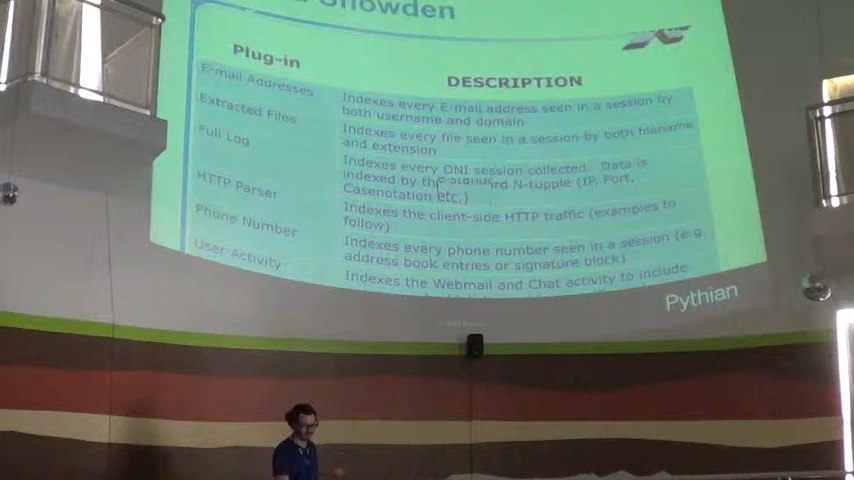 Snowden
Plug-in
DESCRIPTION
E-mail Addresses
Indexes every E-mail address seen in a session by
both username and domain
Extracted Files
Indexes every file seen in a session by both filename
and extension
Full Log
Indexes every DNI session collected. Data is
indexed by the standard N-tupple (IP, Port,
Casenotation etc.)
HTTP Parser
Indexes the client-side HTTP traffic (examples to
follow)
Phone Number
Indexes every phone number seen in a session (e.g
address book entries or signature block)
User Activity
Indexes the Webmail and Chat activity to include
Pythian